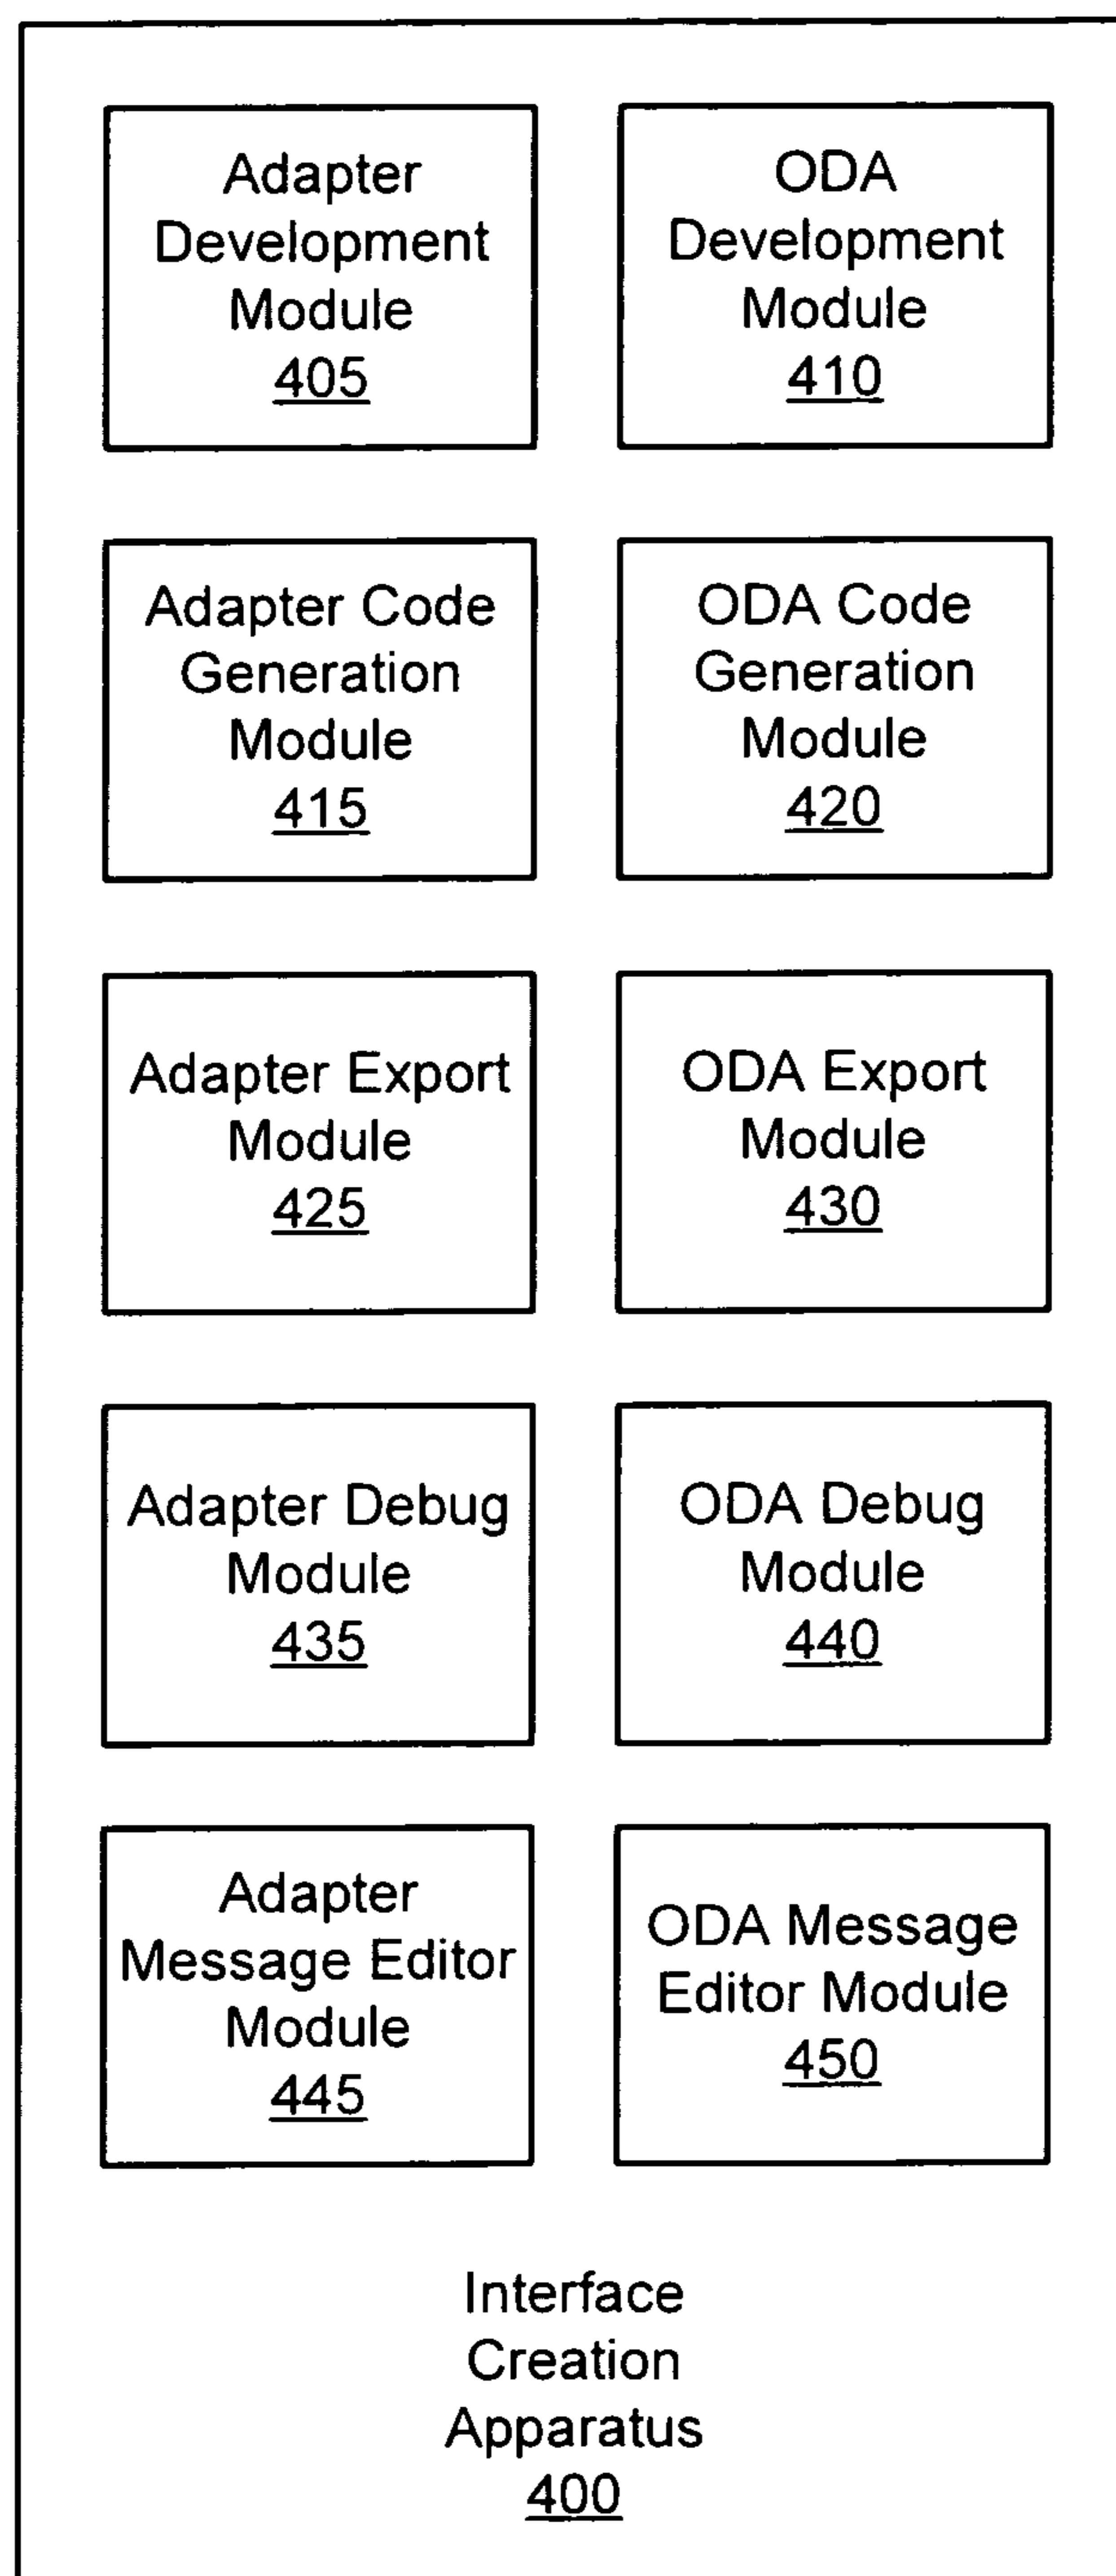 Adapter
Development
Module
405
ODA
Development
Module
410
Adapter Code
Generation
Module
415
ODA Code
Generation
Module
420
Adapter Export
Module
425
ODA Export
Module
430
Adapter Debug
Module
435
ODA Debug
Module
440
Adapter
Message Editor
Module
445
ODA Message
Editor Module
450
Interface
Creation
Apparatus
400